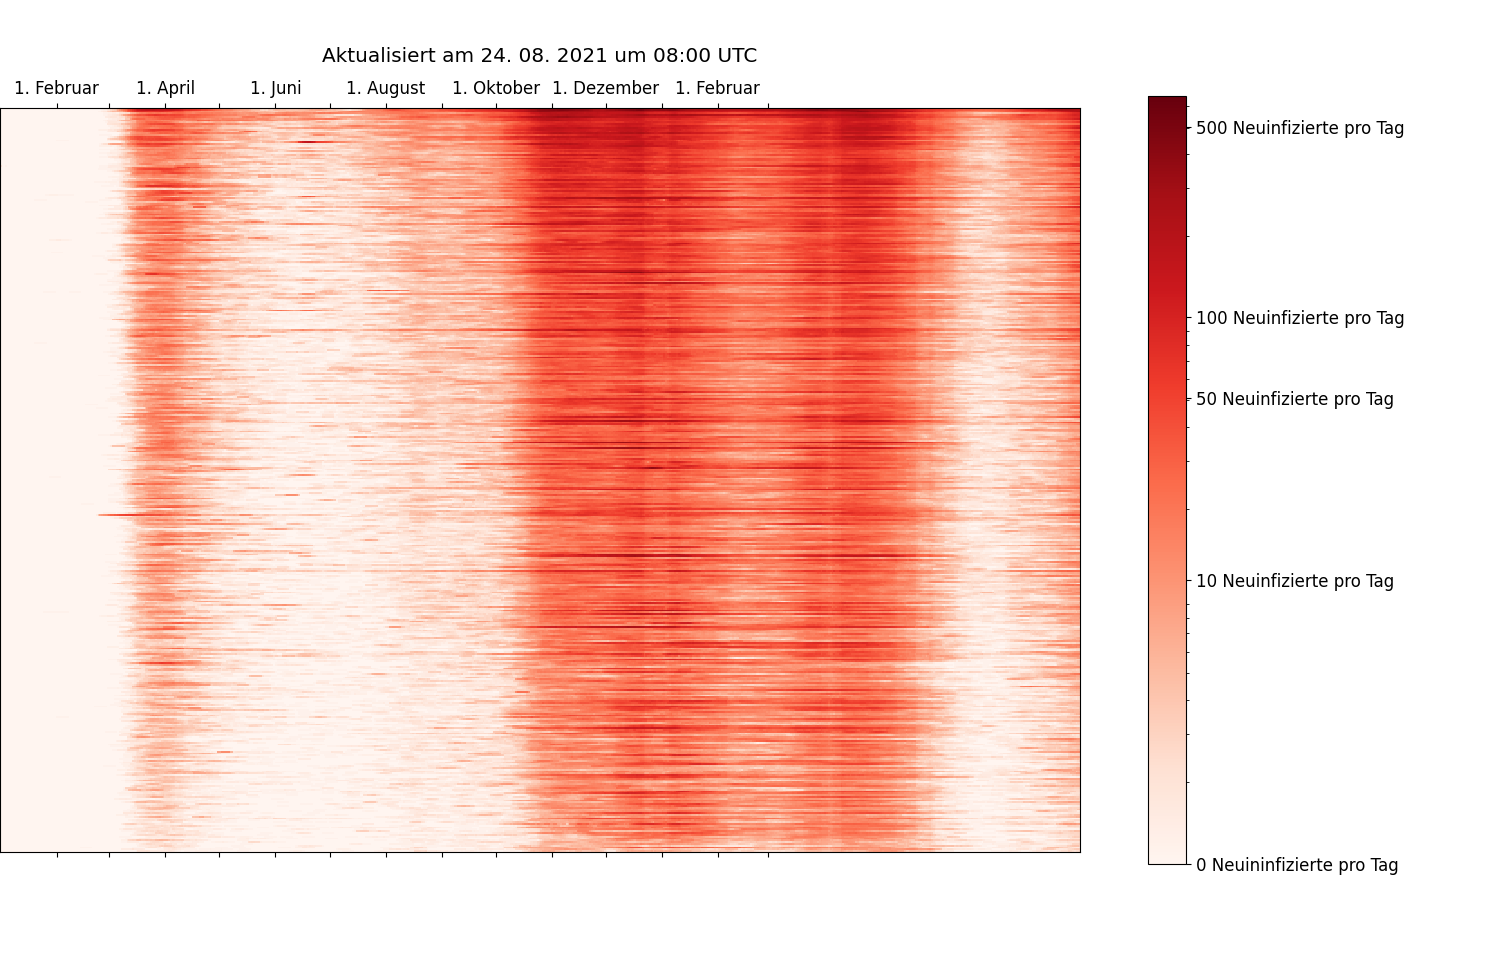 Aktualisiert am 24. 08. 2021 um 08:00 UTC
1. Februar 1. April 1. Juni 1. August 1. Oktober 1. Dezember 1. Februar
500 Neuinfizierte pro Tag
100 Neuinfizierte pro Tag
50 Neuinfizierte pro Tag
10 Neuinfizierte pro Tag
0 Neuininfizierte pro Tag